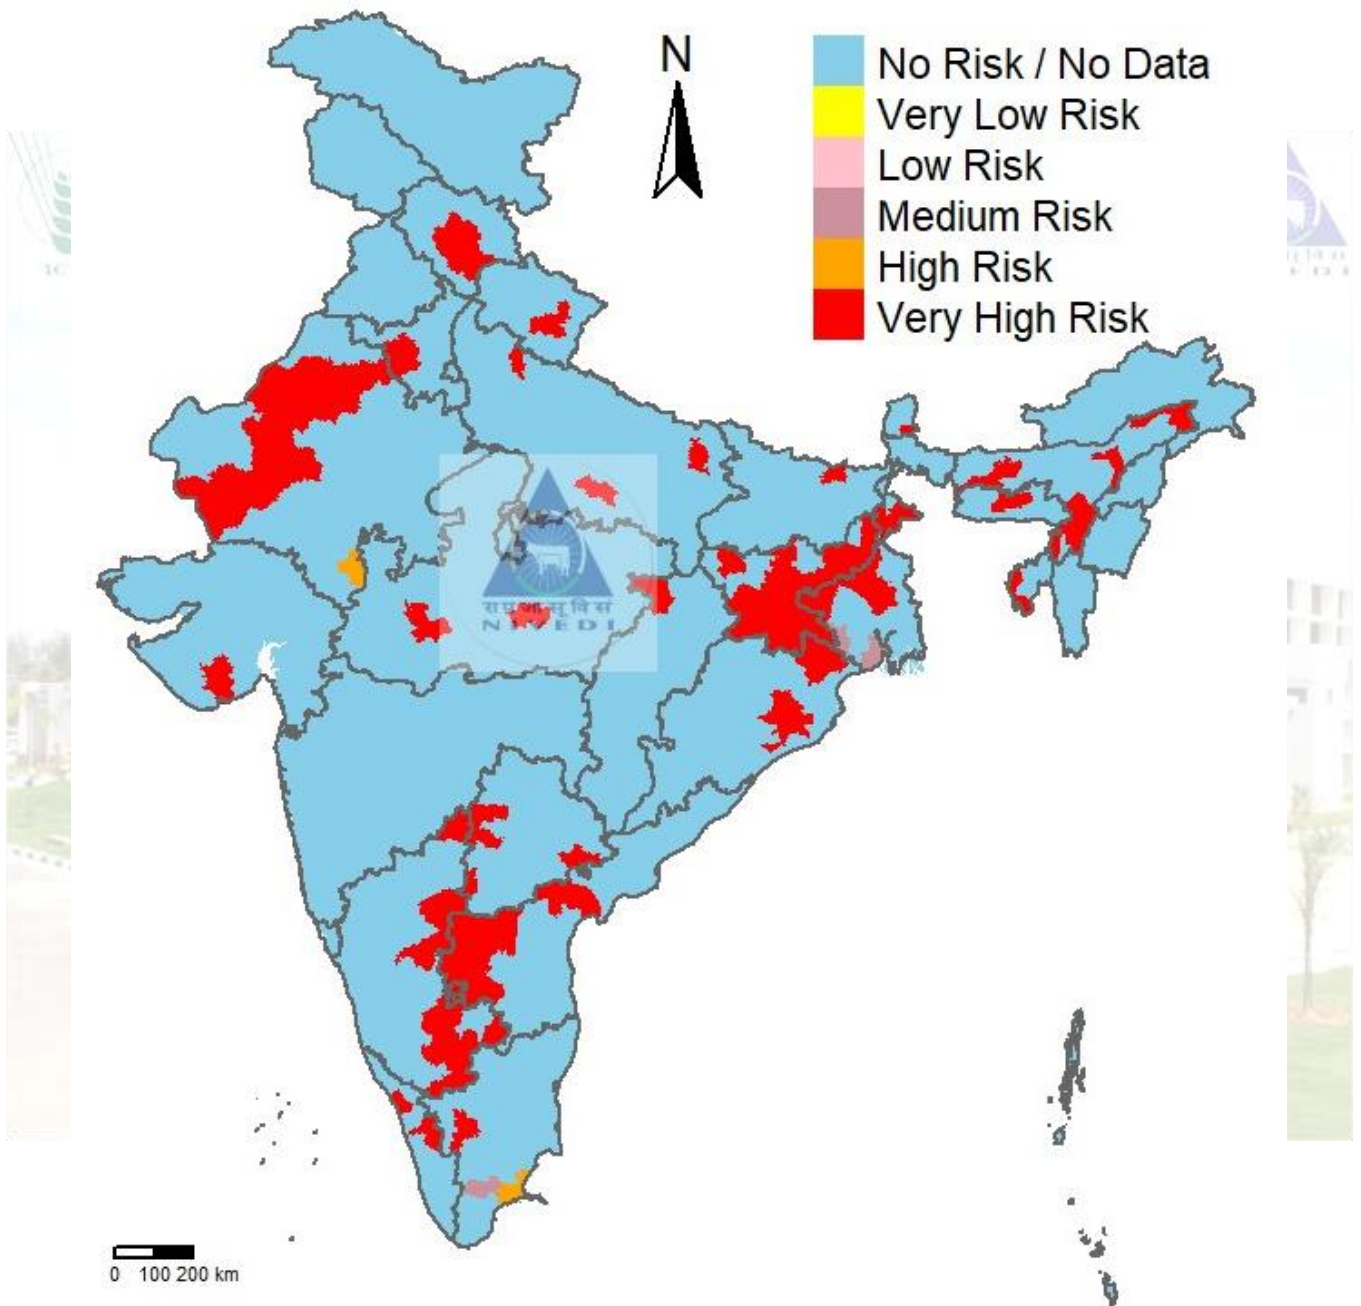 N
No Risk / No Data
Very Low Risk
Low Risk
Medium Risk
High Risk
Very High Risk
NIVEDI
0 100 200 km